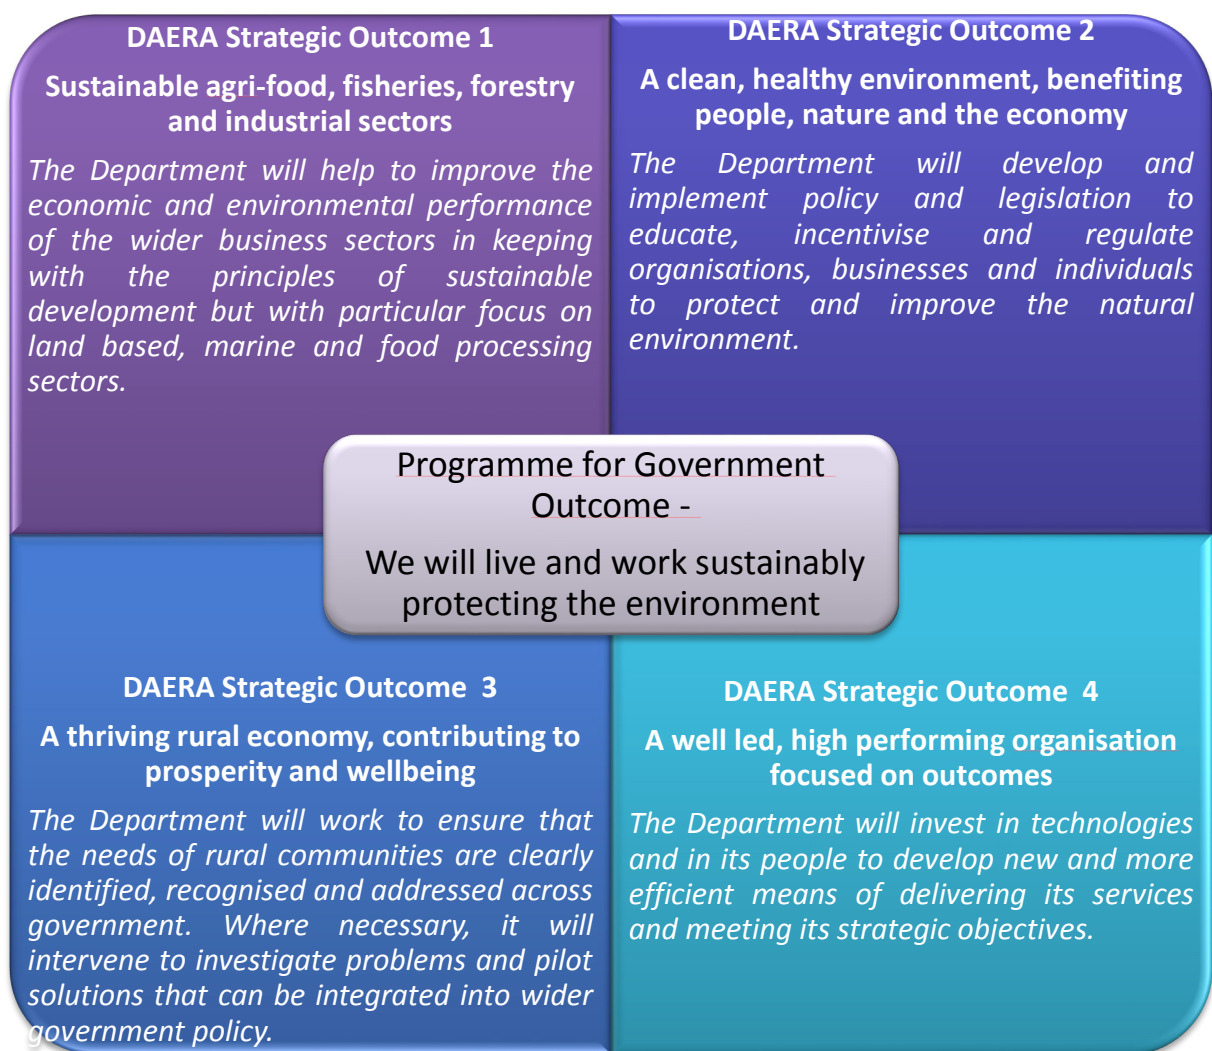 DAERA Strategic Outcome 1
Sustainable agri-food, fisheries, forestry
and industrial sectors
The Department will help to improve the
economic and environmental performance
of the wider business sectors in keeping
with the principles of sustainable
development but with particular focus on
land based, marine and food processing
sectors.
DAERA Strategic Outcome 2
A clean, healthy environment, benefiting
people, nature and the economy
The Department will develop and
implement policy and legislation to
educate, incentivise and regulate
organisations, businesses and individuals
to protect and improve the natural
environment.
Programme for Government
Outcome -
We will live and work sustainably
protecting the environment
DAERA Strategic Outcome 3
A thriving rural economy, contributing to
prosperity and wellbeing
The Department will work to ensure that
the needs of rural communities are clearly
identified, recognised and addressed across
government. Where necessary, it will
intervene to investigate problems and pilot
solutions that can be integrated into wider
government policy.
DAERA Strategic Outcome 4
A well led, high performing organisation
focused on outcomes
The Department will invest in technologies
and in its people to develop new and more
efficient means of delivering its services
and meeting its strategic objectives.